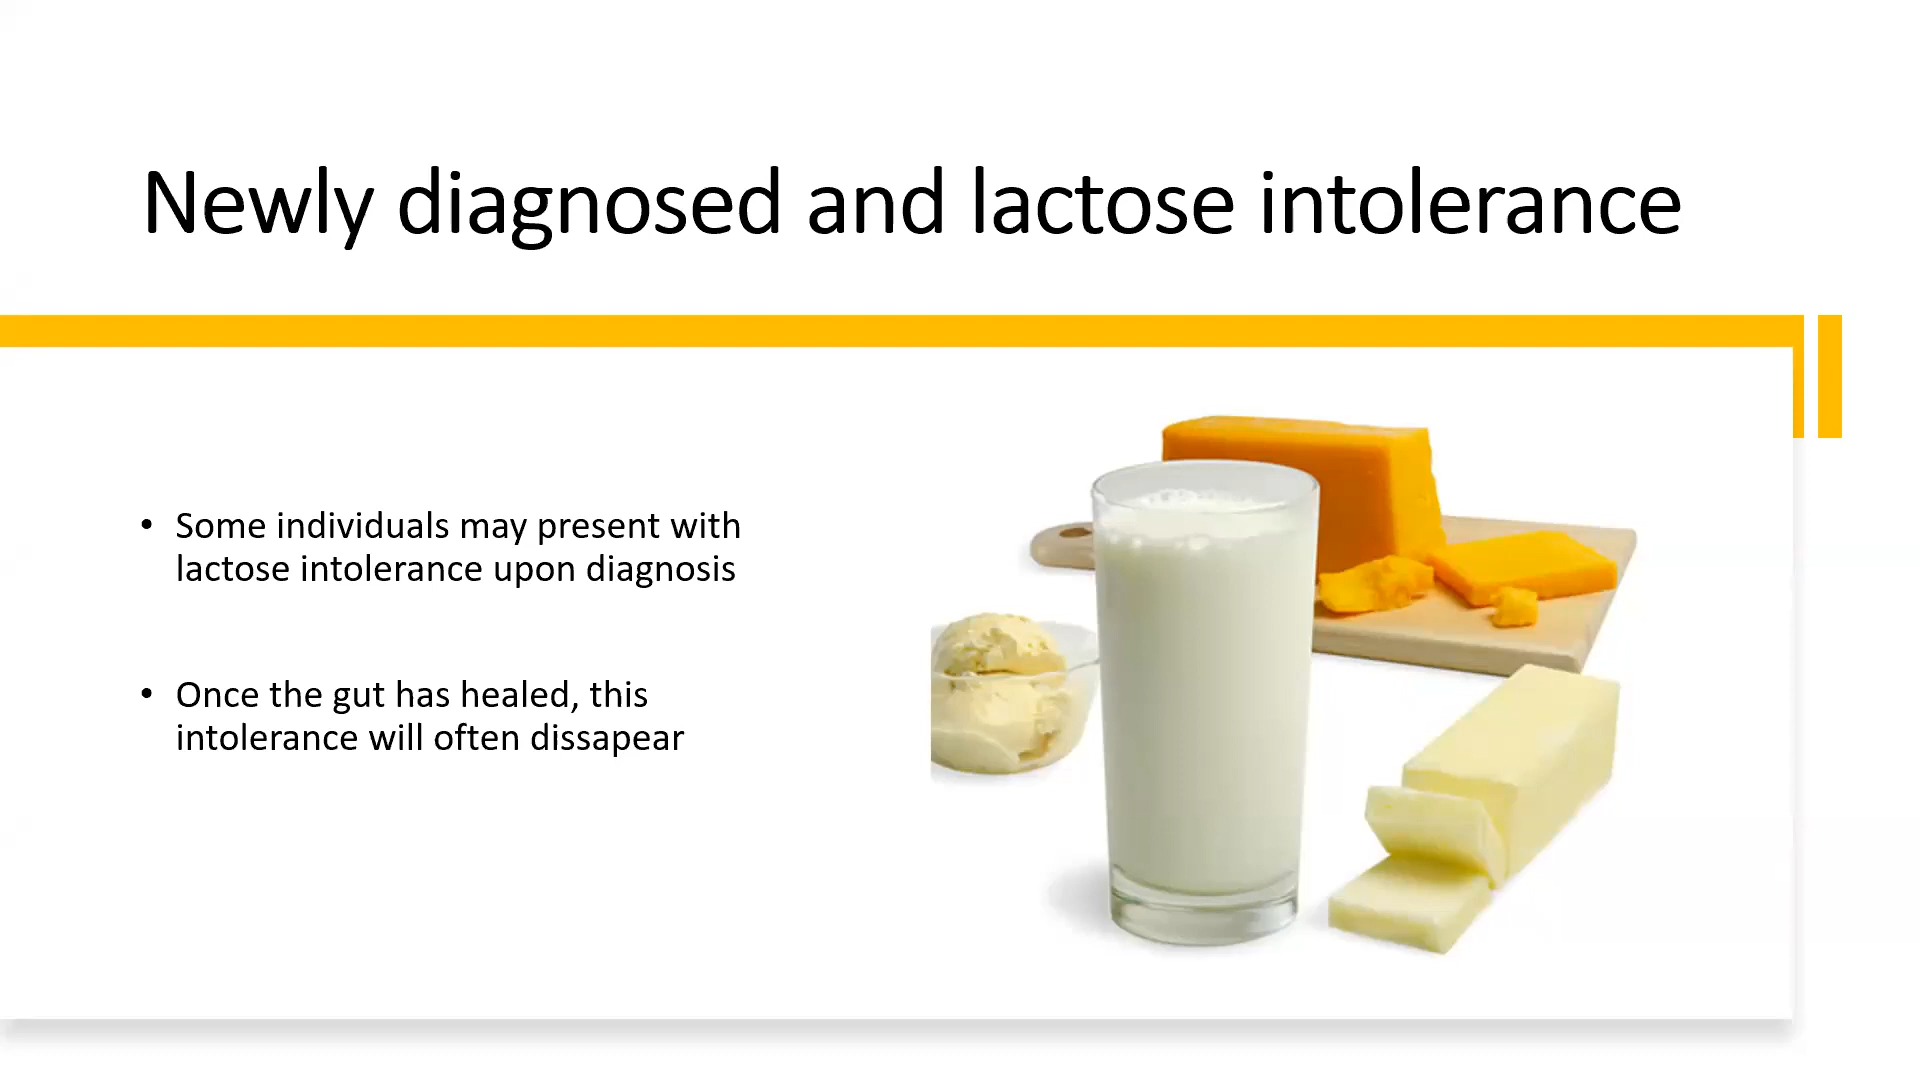 Newly diagnosed and lactose intolerance
• Some individuals may present with
lactose intolerance upon diagnosis
• Once the gut has healed, this
intolerance will often dissapear